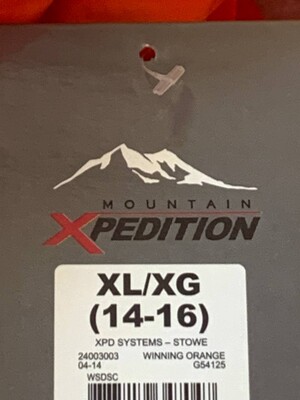 MOUNTAIN
XPEDITION
XL/XG
(14-16)
XPD SYSTEMS – STOWE
24003003 WINNING ORANGE
04-14 G54125
WSDSC